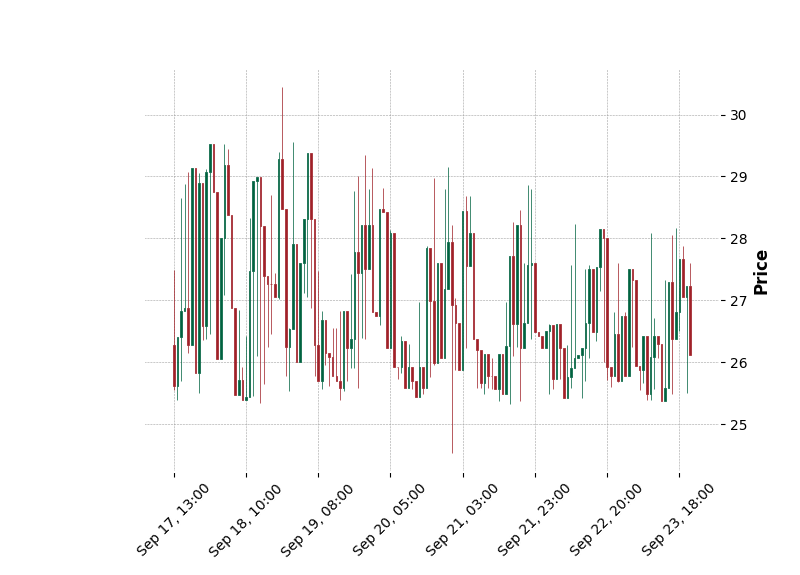 30
29
28
27
26
25
Price
Sep 17, 13:00
Sep 18, 10:00
Sep 19, 08:00
Sep 20, 05:00
Sep 21, 03:00
Sep 21, 23:00
Sep 22, 20:00
Sep 23, 18:00